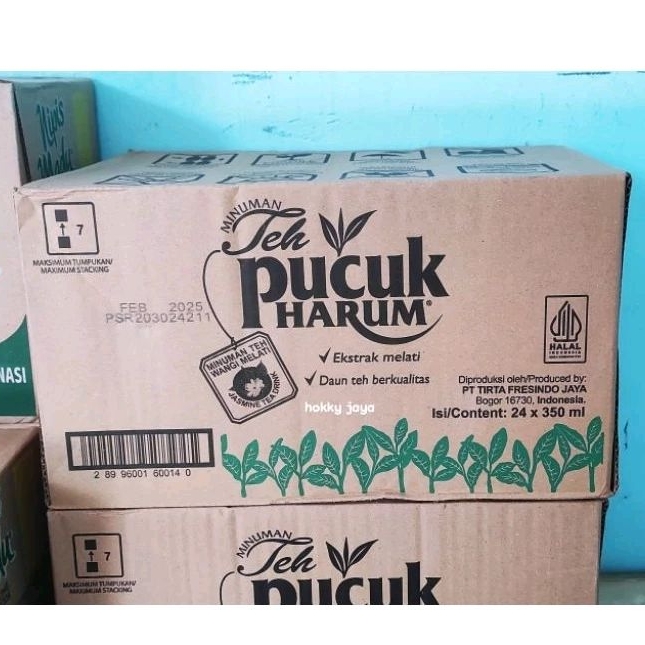 Nipis
Madu
NASI
7
MAKSIMUM TUMPUKAN/
MAXIMUM STACKING
MINUMAN
Teh
pucuk
HARUM®
FEB 2025
PSR203024211
MINUMAN TEH
WANGI MELATI
JASMINE TEA DRINK
✓ Ekstrak melati
✓ Daun teh berkualitas
hokky jaya
HALAL
INDONESIA
Diproduksi oleh/Produced by:
PT TIRTA FRESINDO JAYA
Bogor 16730, Indonesia.
Isi/Content: 24 x 350 ml
2 89 96001 60014 0
7
MAKSIMUM TUMPUKAN/
MAXIMUM STACKING
MINUMAN
Teh
pucuk